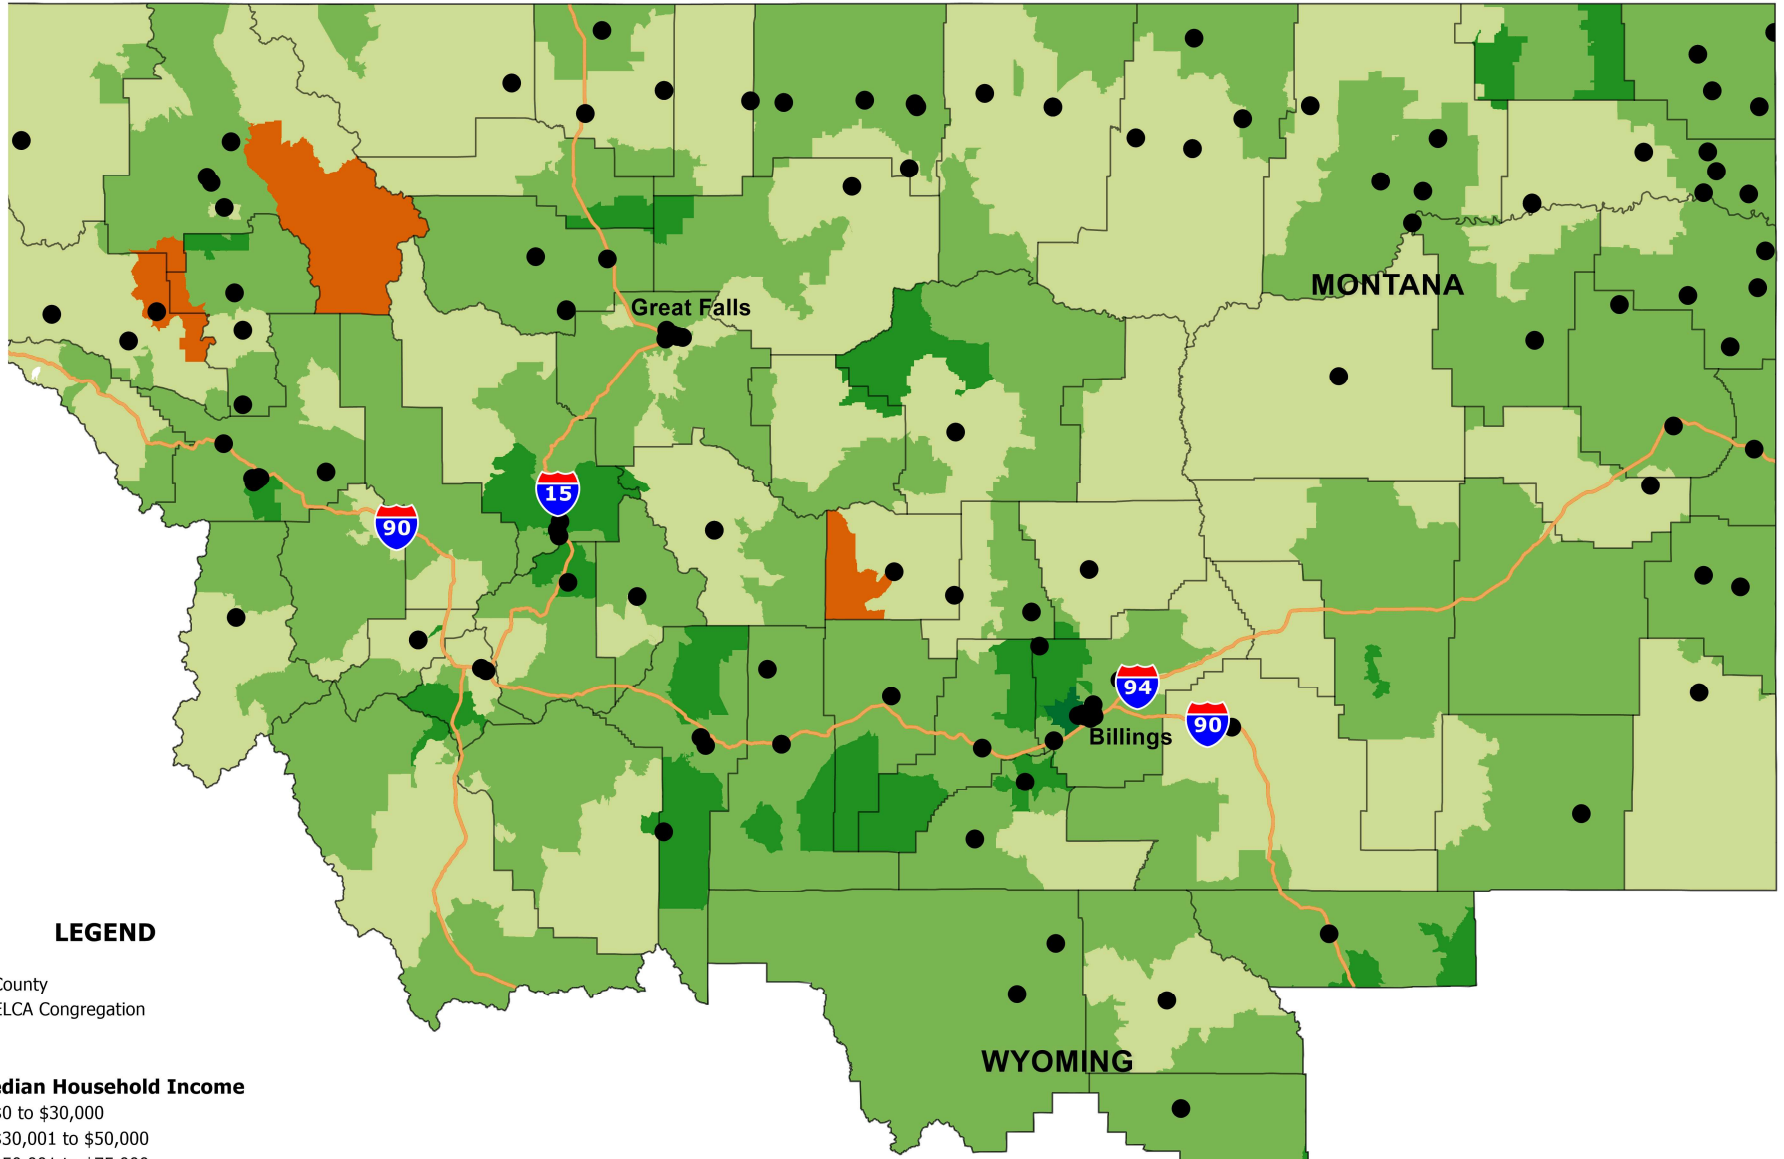 MONTANA
Great Falls
15
90
94
90
Billings
LEGEND
County
ELCA Congregation
WYOMING
edian Household Income
$0 to $30,000
$30,001 to $50,000